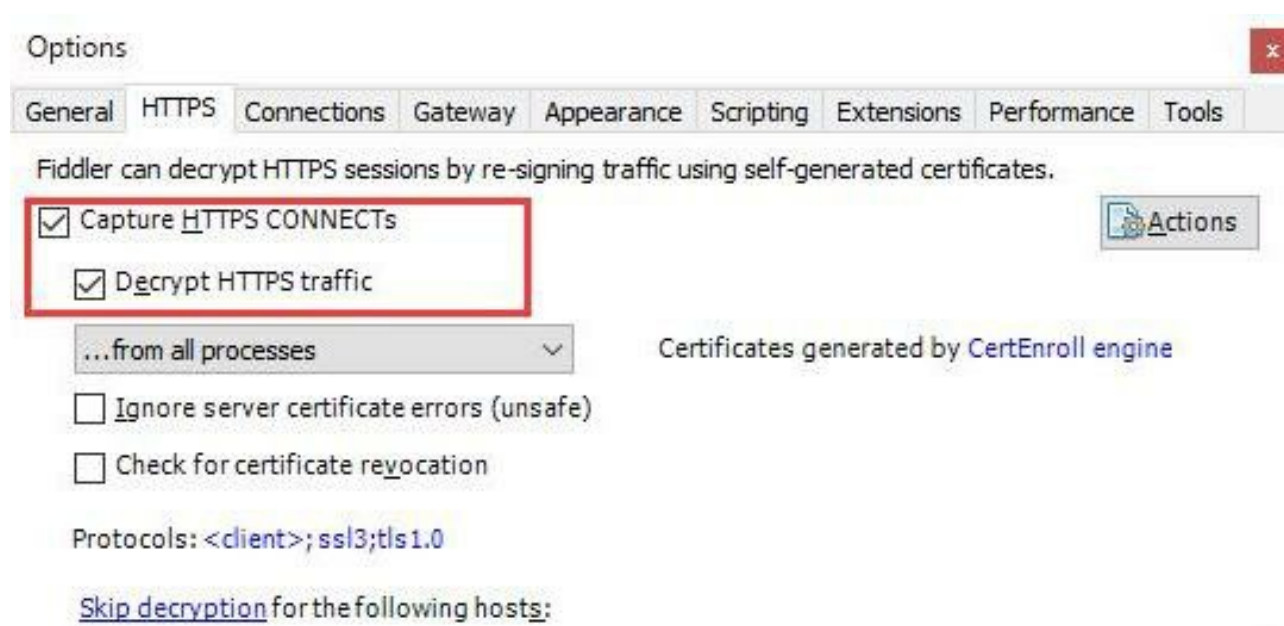 Options
x
General HTTPS Connections Gateway Appearance Scripting Extensions Performance Tools
Fiddler can decrypt HTTPS sessions by re-signing traffic using self-generated certificates.
Capture HTTPS CONNECTs
Actions
Decrypt HTTPS traffic
...from all processes
Certificates generated by CertEnroll engine
Ignore server certificate errors (unsafe)
Check for certificate revocation
Protocols: <client>; ssl3;tls1.0
Skip decryption for the following hosts: